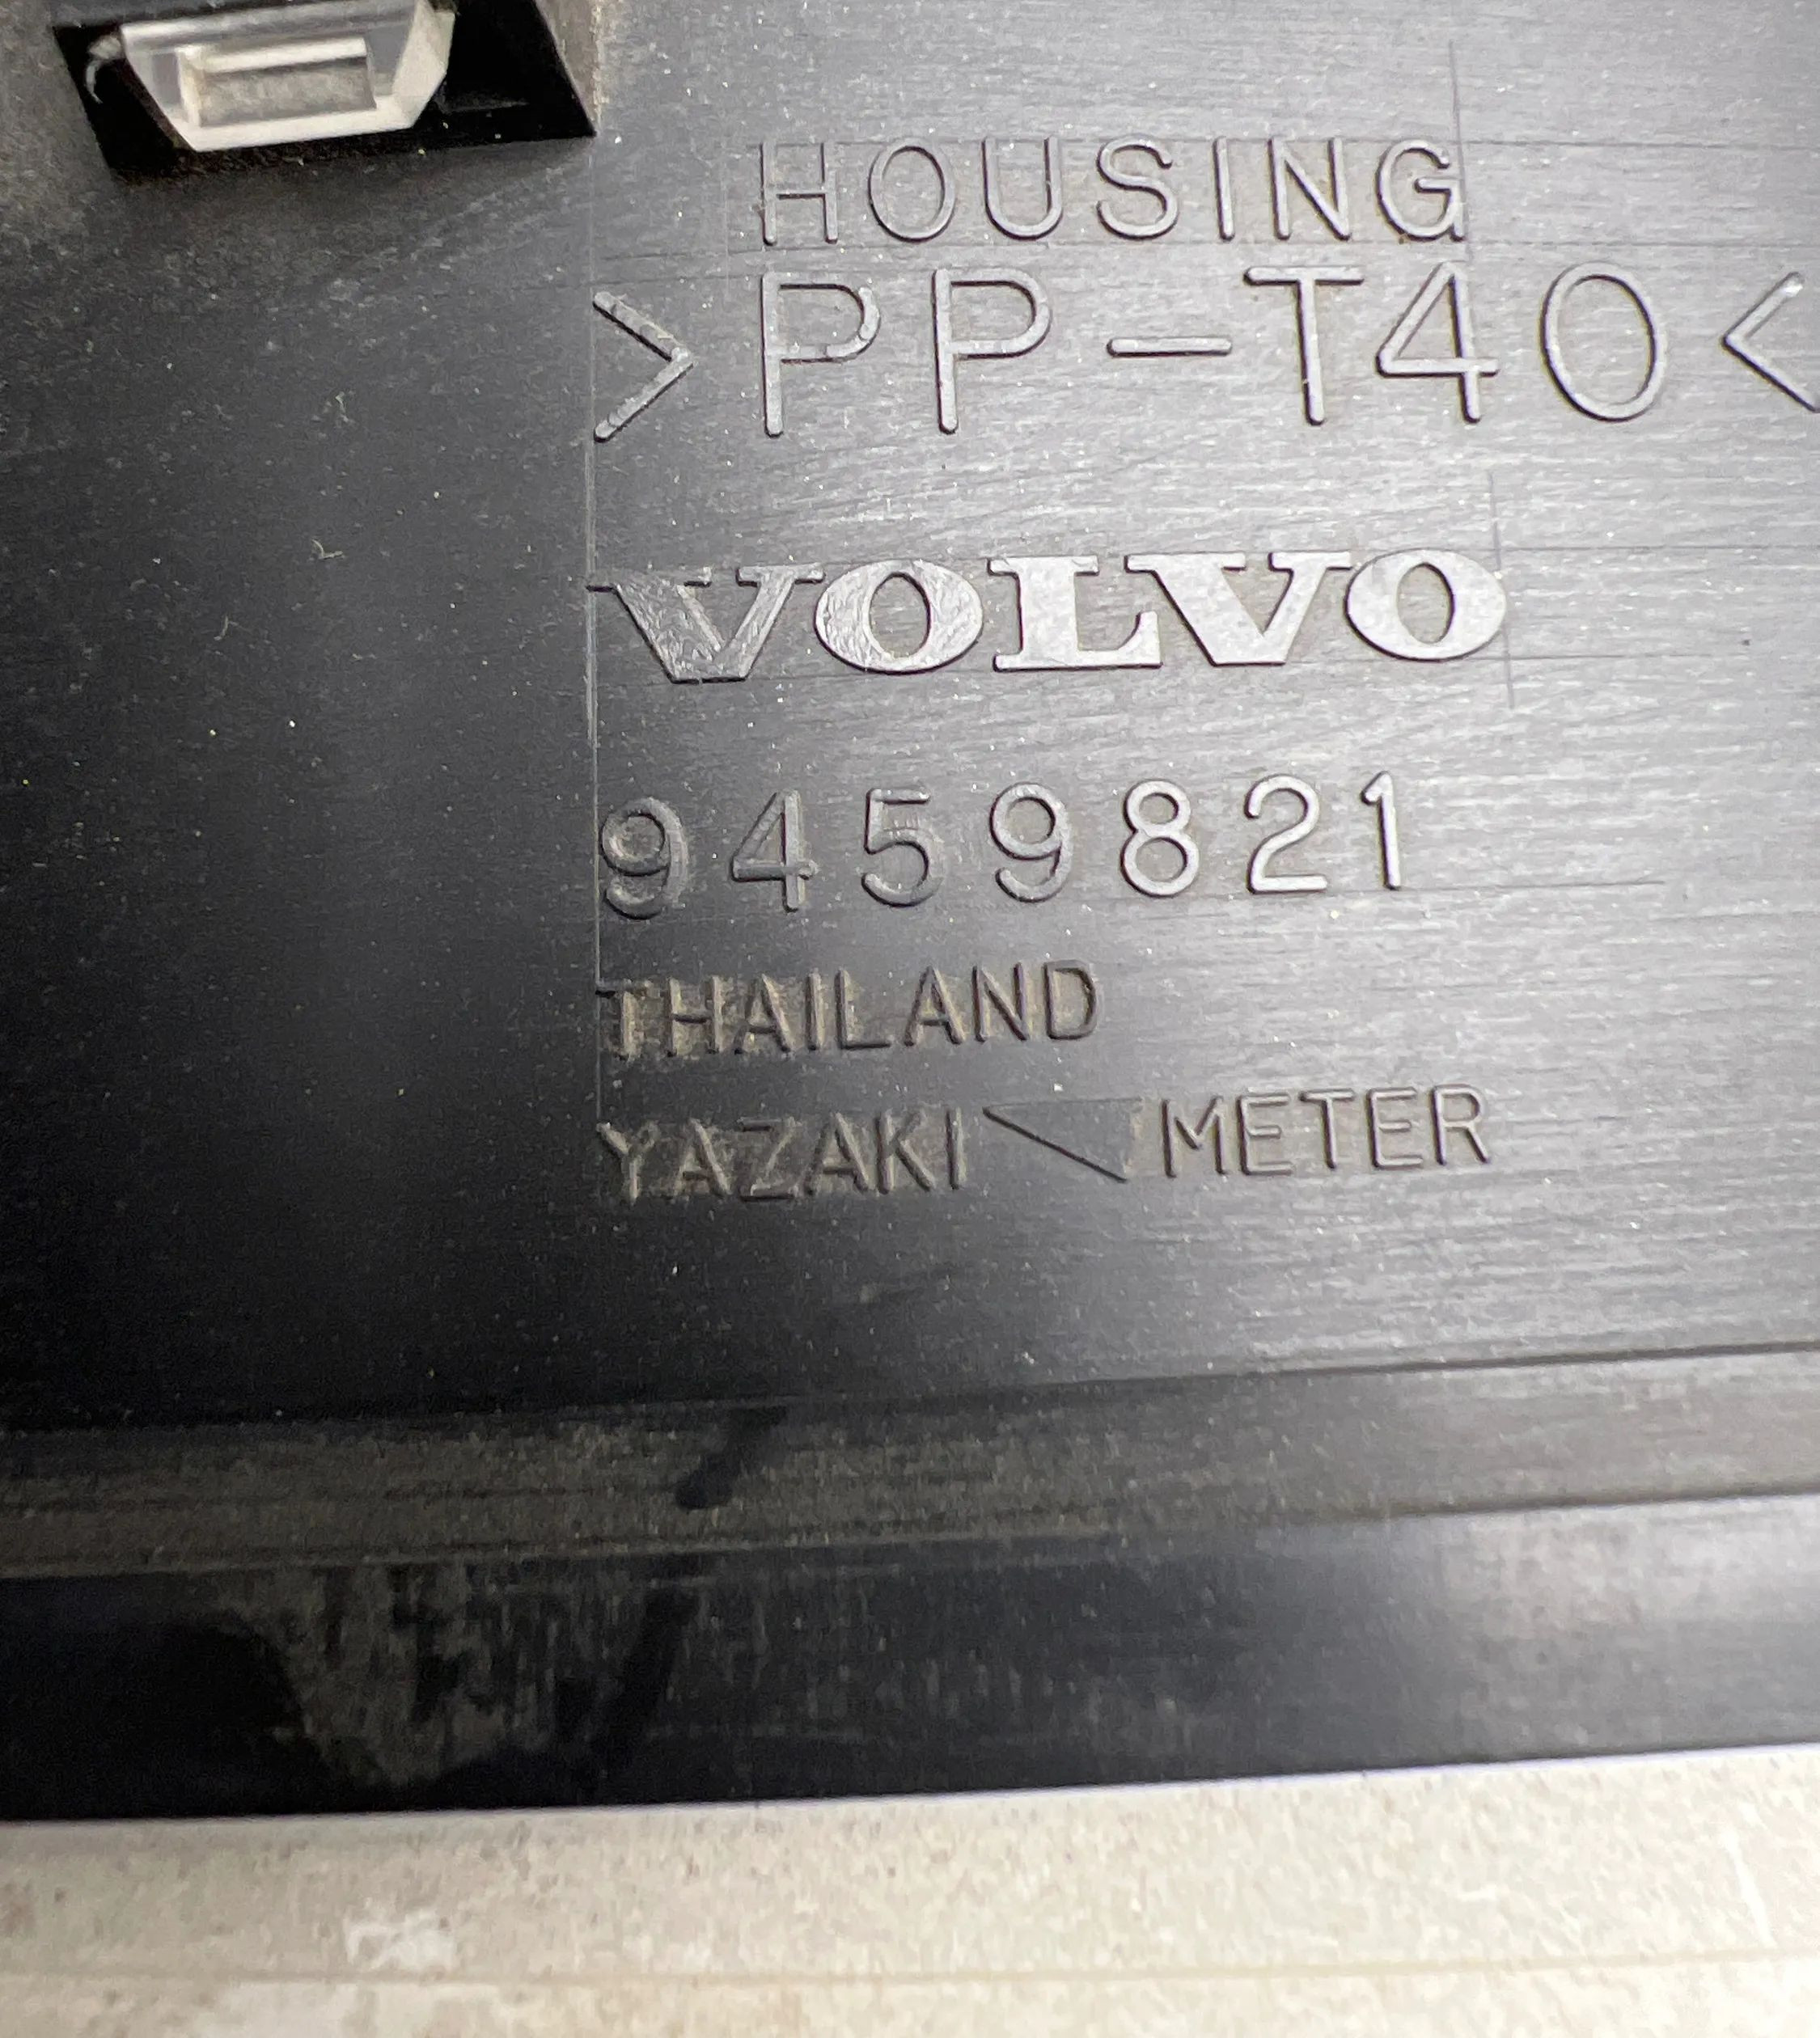 HOUSING
>PP-T40<
VOLVO
9459821
THAILAND
YAZAKI METER